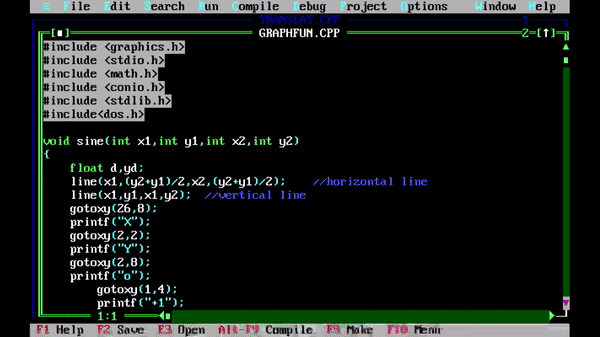 ≡ File Edit Search Run Compile Debug Project Options Window Help
TRANSLAT.CPP 1
[■] GRAPHFUN.CPP 2=[↑]
#include <graphics.h>
#include <stdio.h>
#include <math.h>
#include <conio.h>
#include <stdlib.h>
#include<dos.h>
void sine(int x1,int y1,int x2,int y2)
{
float d,yd;
line(x1,(y2+y1)/2,x2,(y2+y1)/2); //horizontal line
line(x1,y1,x1,y2); //vertical line
gotoxy(26,8);
printf("X");
gotoxy(2,2);
printf("Y");
gotoxy(2,8);
printf("o");
gotoxy(1,4);
printf("+1");
1:1
F1 Help F2 Save F3 Open Alt-F9 Compile F9 Make F10 Menu